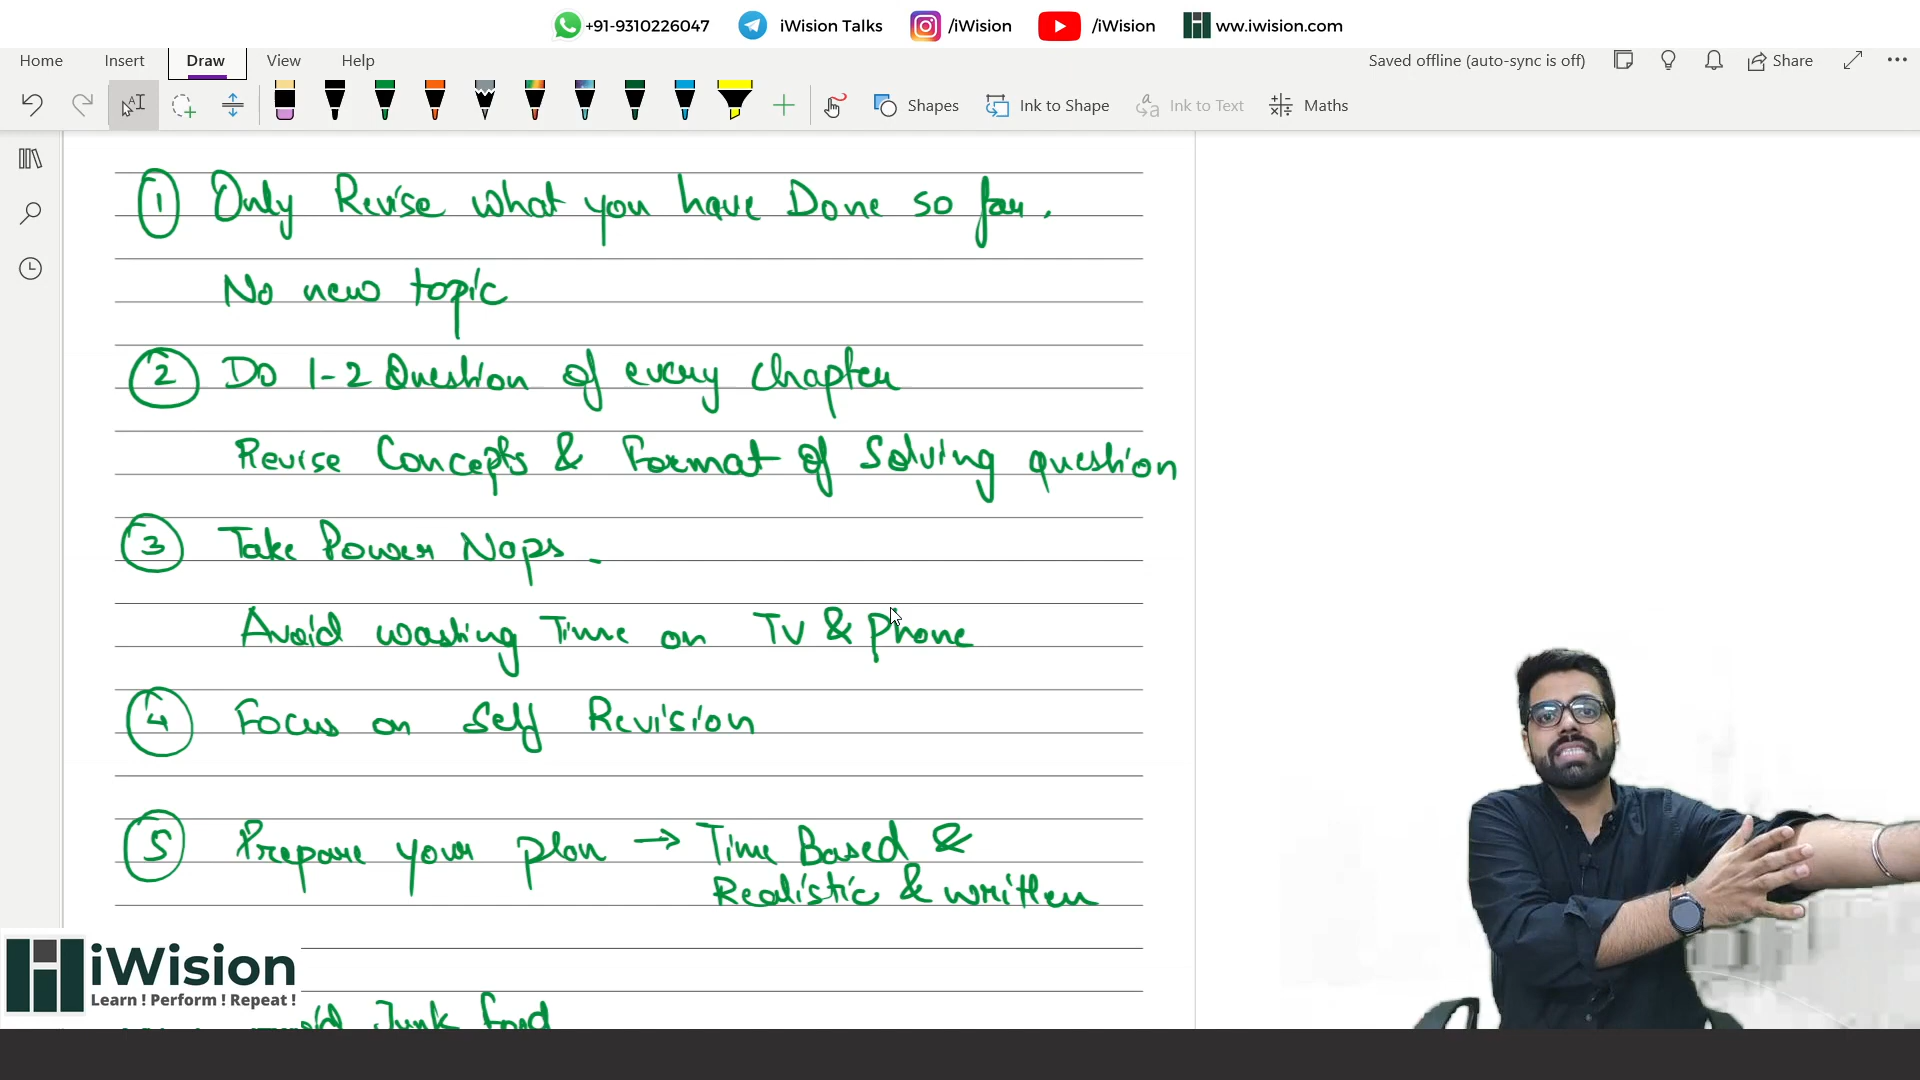 +91-9310226047 iWision Talks /iWision /iWision ww.iwision.com
Home Insert Draw View Help Saved offline (auto-sync is off) Share
Shapes Ink to Shape Ink to Text Maths
1 Only Revise what you have Done so far.
No new topic
2 Do 1-2 Question of every chapter
Revise Concepts & Format of Solving question
3 Take Power Naps.
Avoid wasting Time on TV & Phone
4 Focus on Self Revision
5 Prepare your plan → Time Based &
Realistic & written
iWision
Learn ! Perform ! Repeat !
Junk food